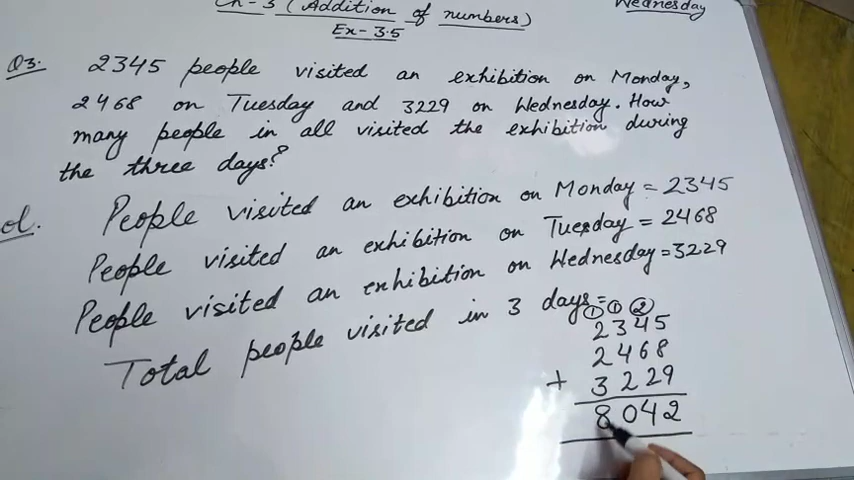 Ch-3 (Addition of numbers)
Wednesday
Ex-3.5
Q3. 2345 people visited an exhibition on Monday,
2468 on Tuesday and 3229 on Wednesday. How
many people in all visited the exhibition during
the three days?
Sol. People visited an exhibition on Monday = 2345
People visited an exhibition on Tuesday = 2468
People visited an exhibition on Wednesday = 3229
Total people visited in 3 days =
1 1 2
2345
2468
+ 3229
8042